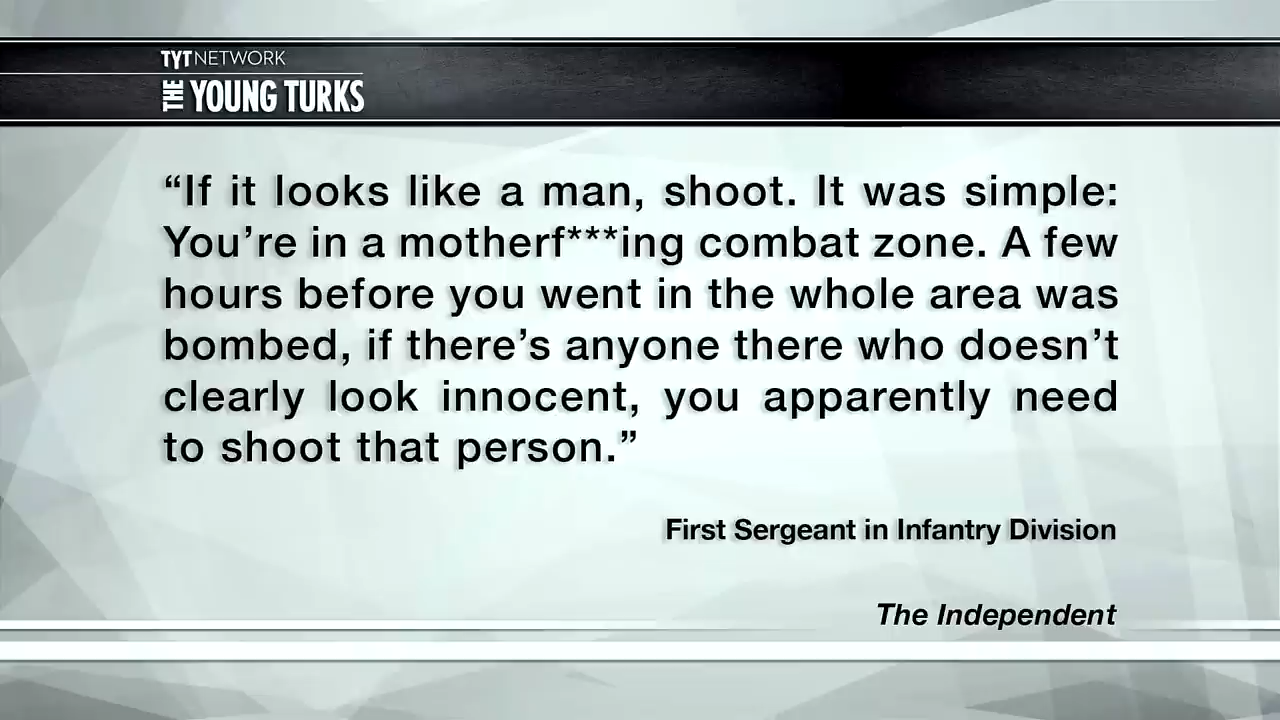 TYT NETWORK
THE YOUNG TURKS
“If it looks like a man, shoot. It was simple:
You’re in a motherf***ing combat zone. A few
hours before you went in the whole area was
bombed, if there’s anyone there who doesn’t
clearly look innocent, you apparently need
to shoot that person.”
First Sergeant in Infantry Division
The Independent